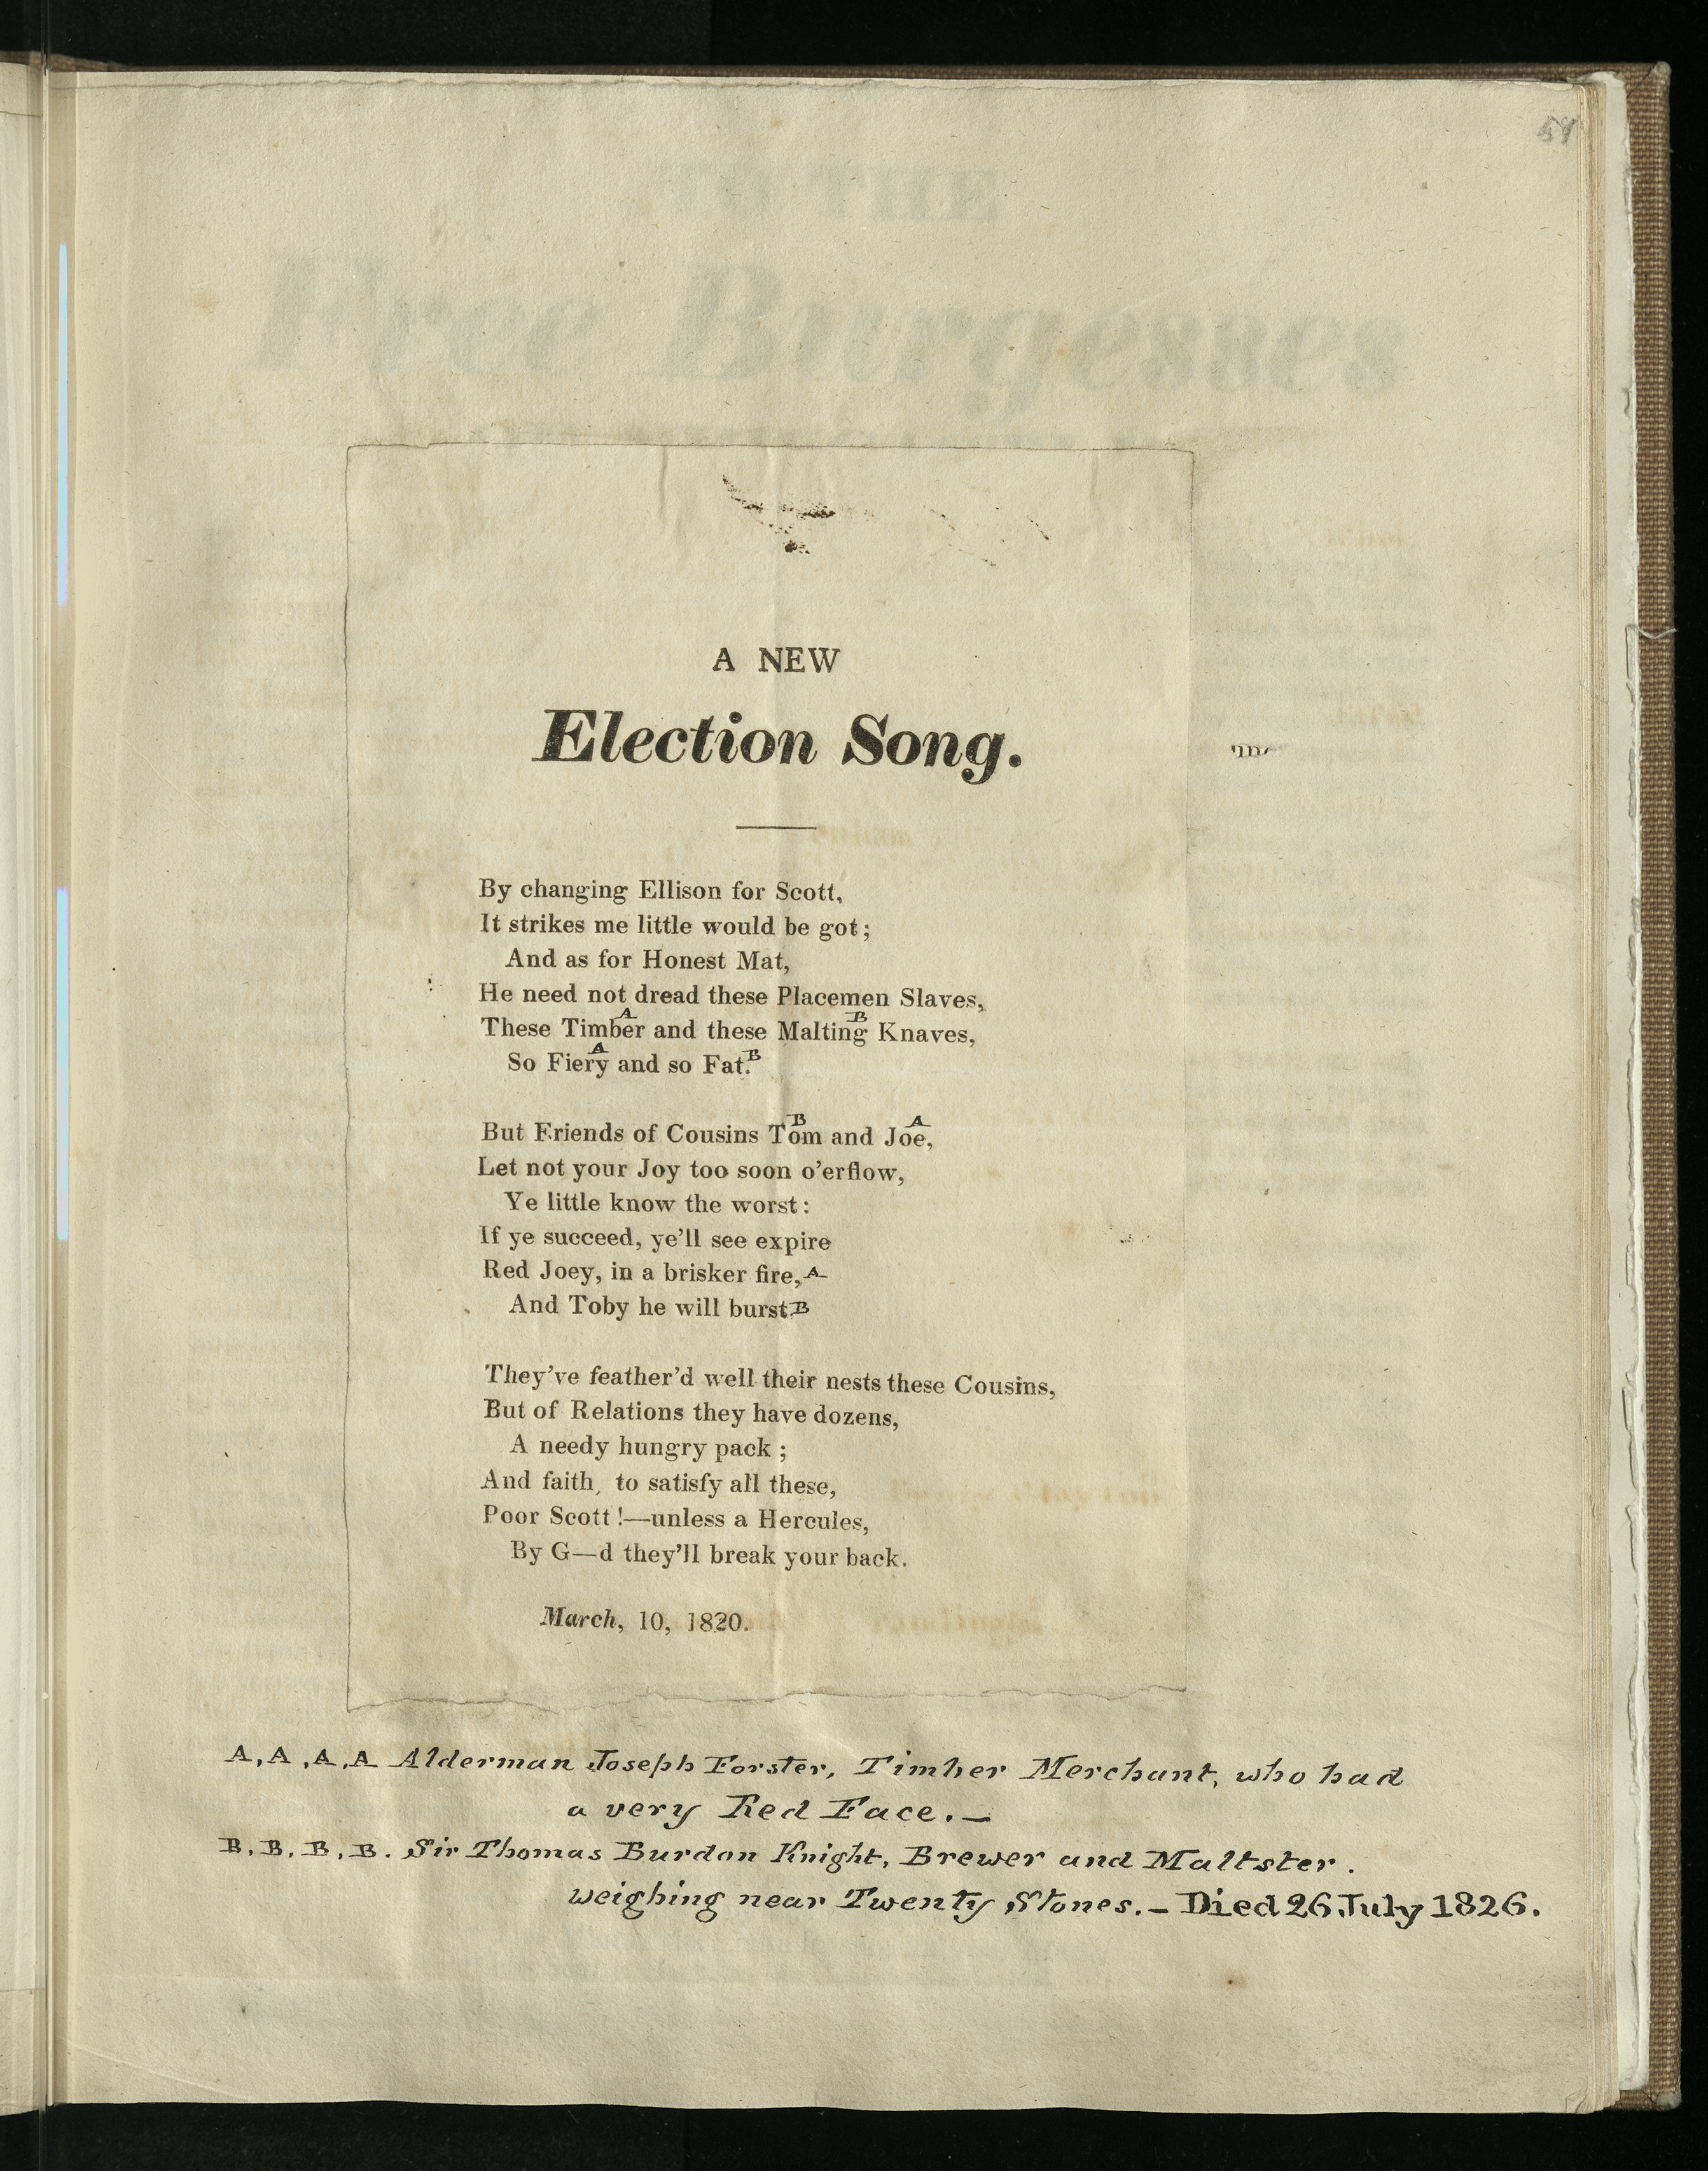 A NEW
Election Song.
By changing Ellison for Scott,
It strikes me little would be got;
And as for Honest Mat,
He need not dread these Placemen Slaves,
A B
These Timber and these Malting Knaves,
A B
So Fiery and so Fat.
B A
But Friends of Cousins Tom and Joe,
Let not your Joy too soon o'erflow,
Ye little know the worst:
If ye succeed, ye'll see expire
Red Joey, in a brisker fire, A
And Toby he will burst. B
They've feather'd well their nests these Cousins,
But of Relations they have dozens,
A needy hungry pack;
And faith, to satisfy all these,
Poor Scott!—unless a Hercules,
By G—d they'll break your back.
March, 10, 1820.
A, A, A, A Alderman Joseph Forster, Timber Merchant, who had
a very Red Face.—
B, B, B, B. Sir Thomas Burdon Knight, Brewer and Maltster.
weighing near Twenty Stones.— Died 26 July 1826.